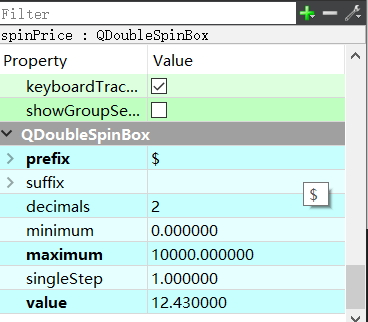 Filter
spinPrice : QDoubleSpinBox
Property Value
keyboardTrac...
showGroupSe...
QDoubleSpinBox
prefix $
suffix
$
decimals 2
minimum 0.000000
maximum 10000.000000
singleStep 1.000000
value 12.430000